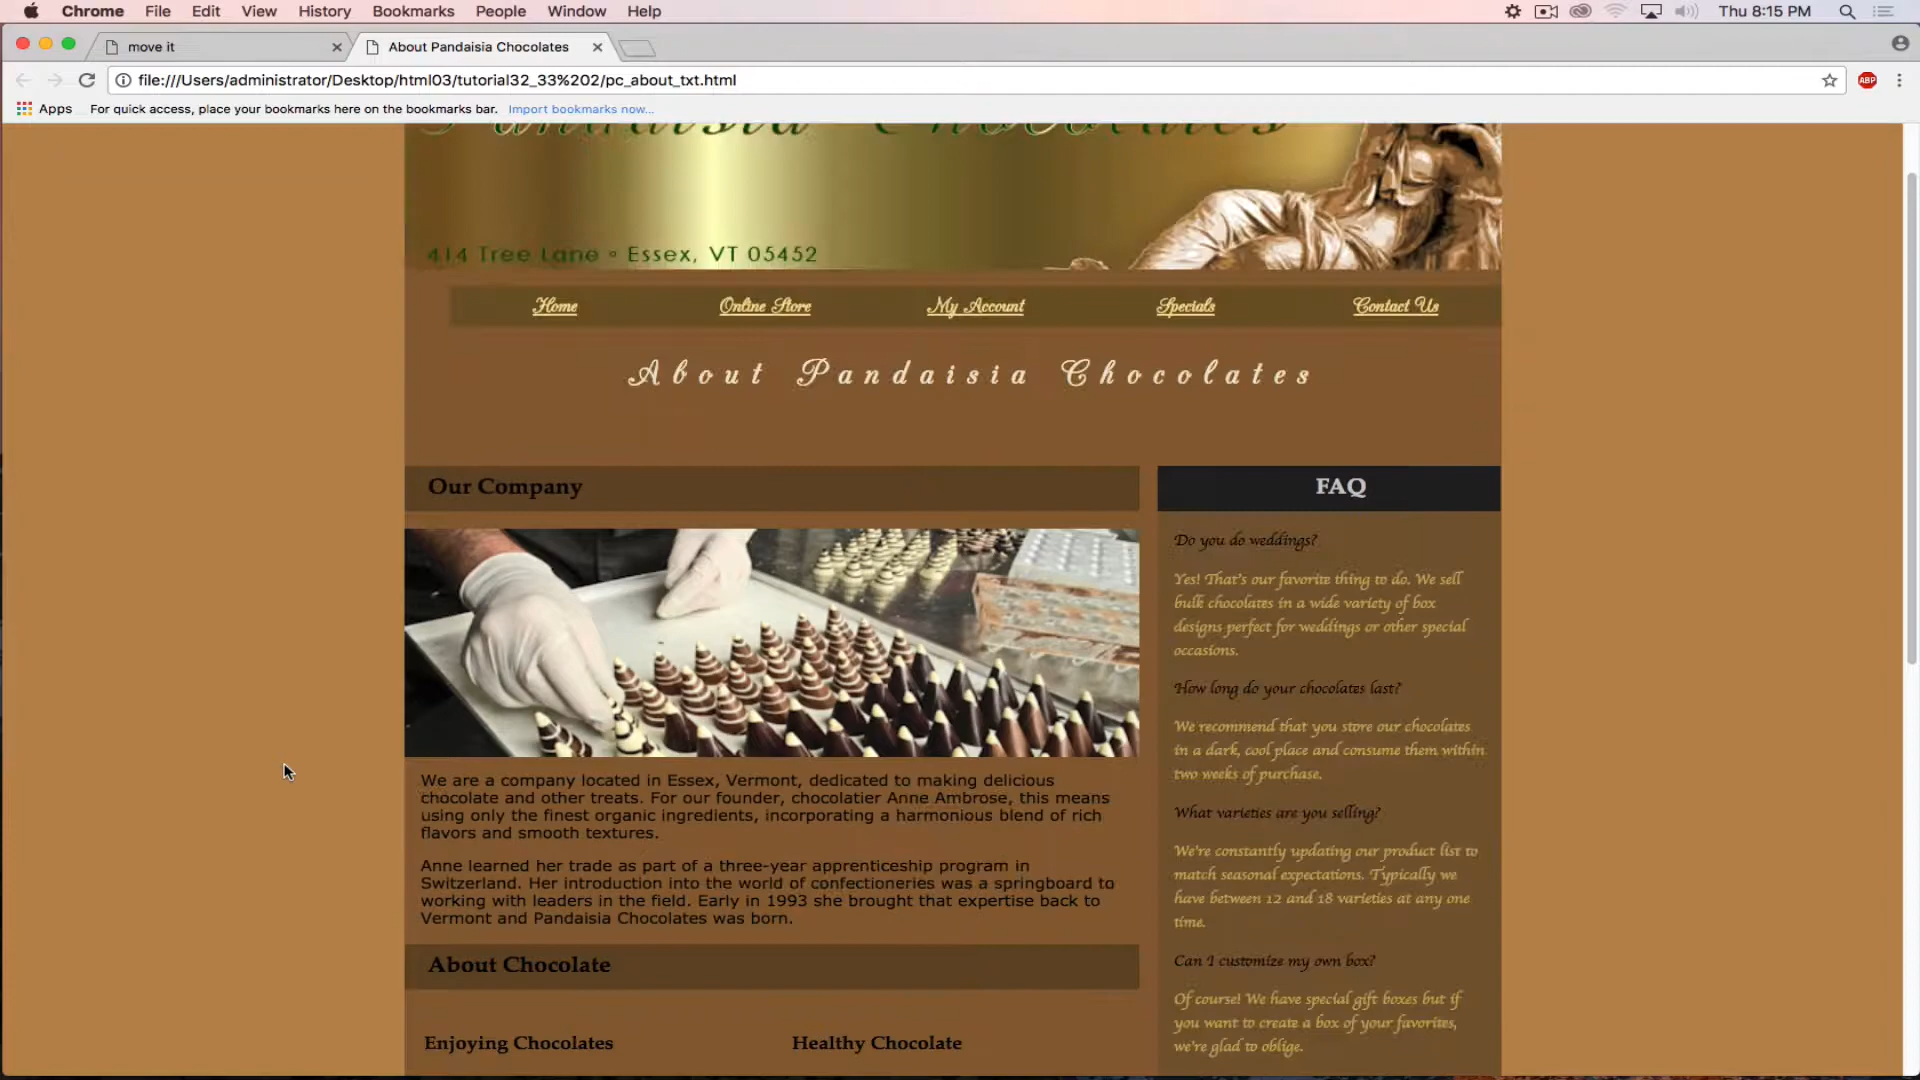 Chrome File Edit View History Bookmarks People Window Help Thu 8:15 PM
move it About Pandaisia Chocolates
file:///Users/administrator/Desktop/html03/tutorial32_33%202/pc_about_txt.html ABP
Apps For quick access, place your bookmarks here on the bookmarks bar. Import bookmarks now...
Pandaisia Chocolates
414 Tree Lane ◦ Essex, VT 05452
Home Online Store My Account Specials Contact Us
About Pandaisia Chocolates
Our Company
We are a company located in Essex, Vermont, dedicated to making delicious
chocolate and other treats. For our founder, chocolatier Anne Ambrose, this means
using only the finest organic ingredients, incorporating a harmonious blend of rich
flavors and smooth textures.
Anne learned her trade as part of a three-year apprenticeship program in
Switzerland. Her introduction into the world of confectioneries was a springboard to
working with leaders in the field. Early in 1993 she brought that expertise back to
Vermont and Pandaisia Chocolates was born.
About Chocolate
Enjoying Chocolates
Healthy Chocolate
FAQ
Do you do weddings?
Yes! That's our favorite thing to do. We sell
bulk chocolates in a wide variety of box
designs perfect for weddings or other special
occasions.
How long do your chocolates last?
We recommend that you store our chocolates
in a dark, cool place and consume them within
two weeks of purchase.
What varieties are you selling?
We're constantly updating our product list to
match seasonal expectations. Typically we
have between 12 and 18 varieties at any one
time.
Can I customize my own box?
Of course! We have special gift boxes but if
you want to create a box of your favorites,
we're glad to oblige.